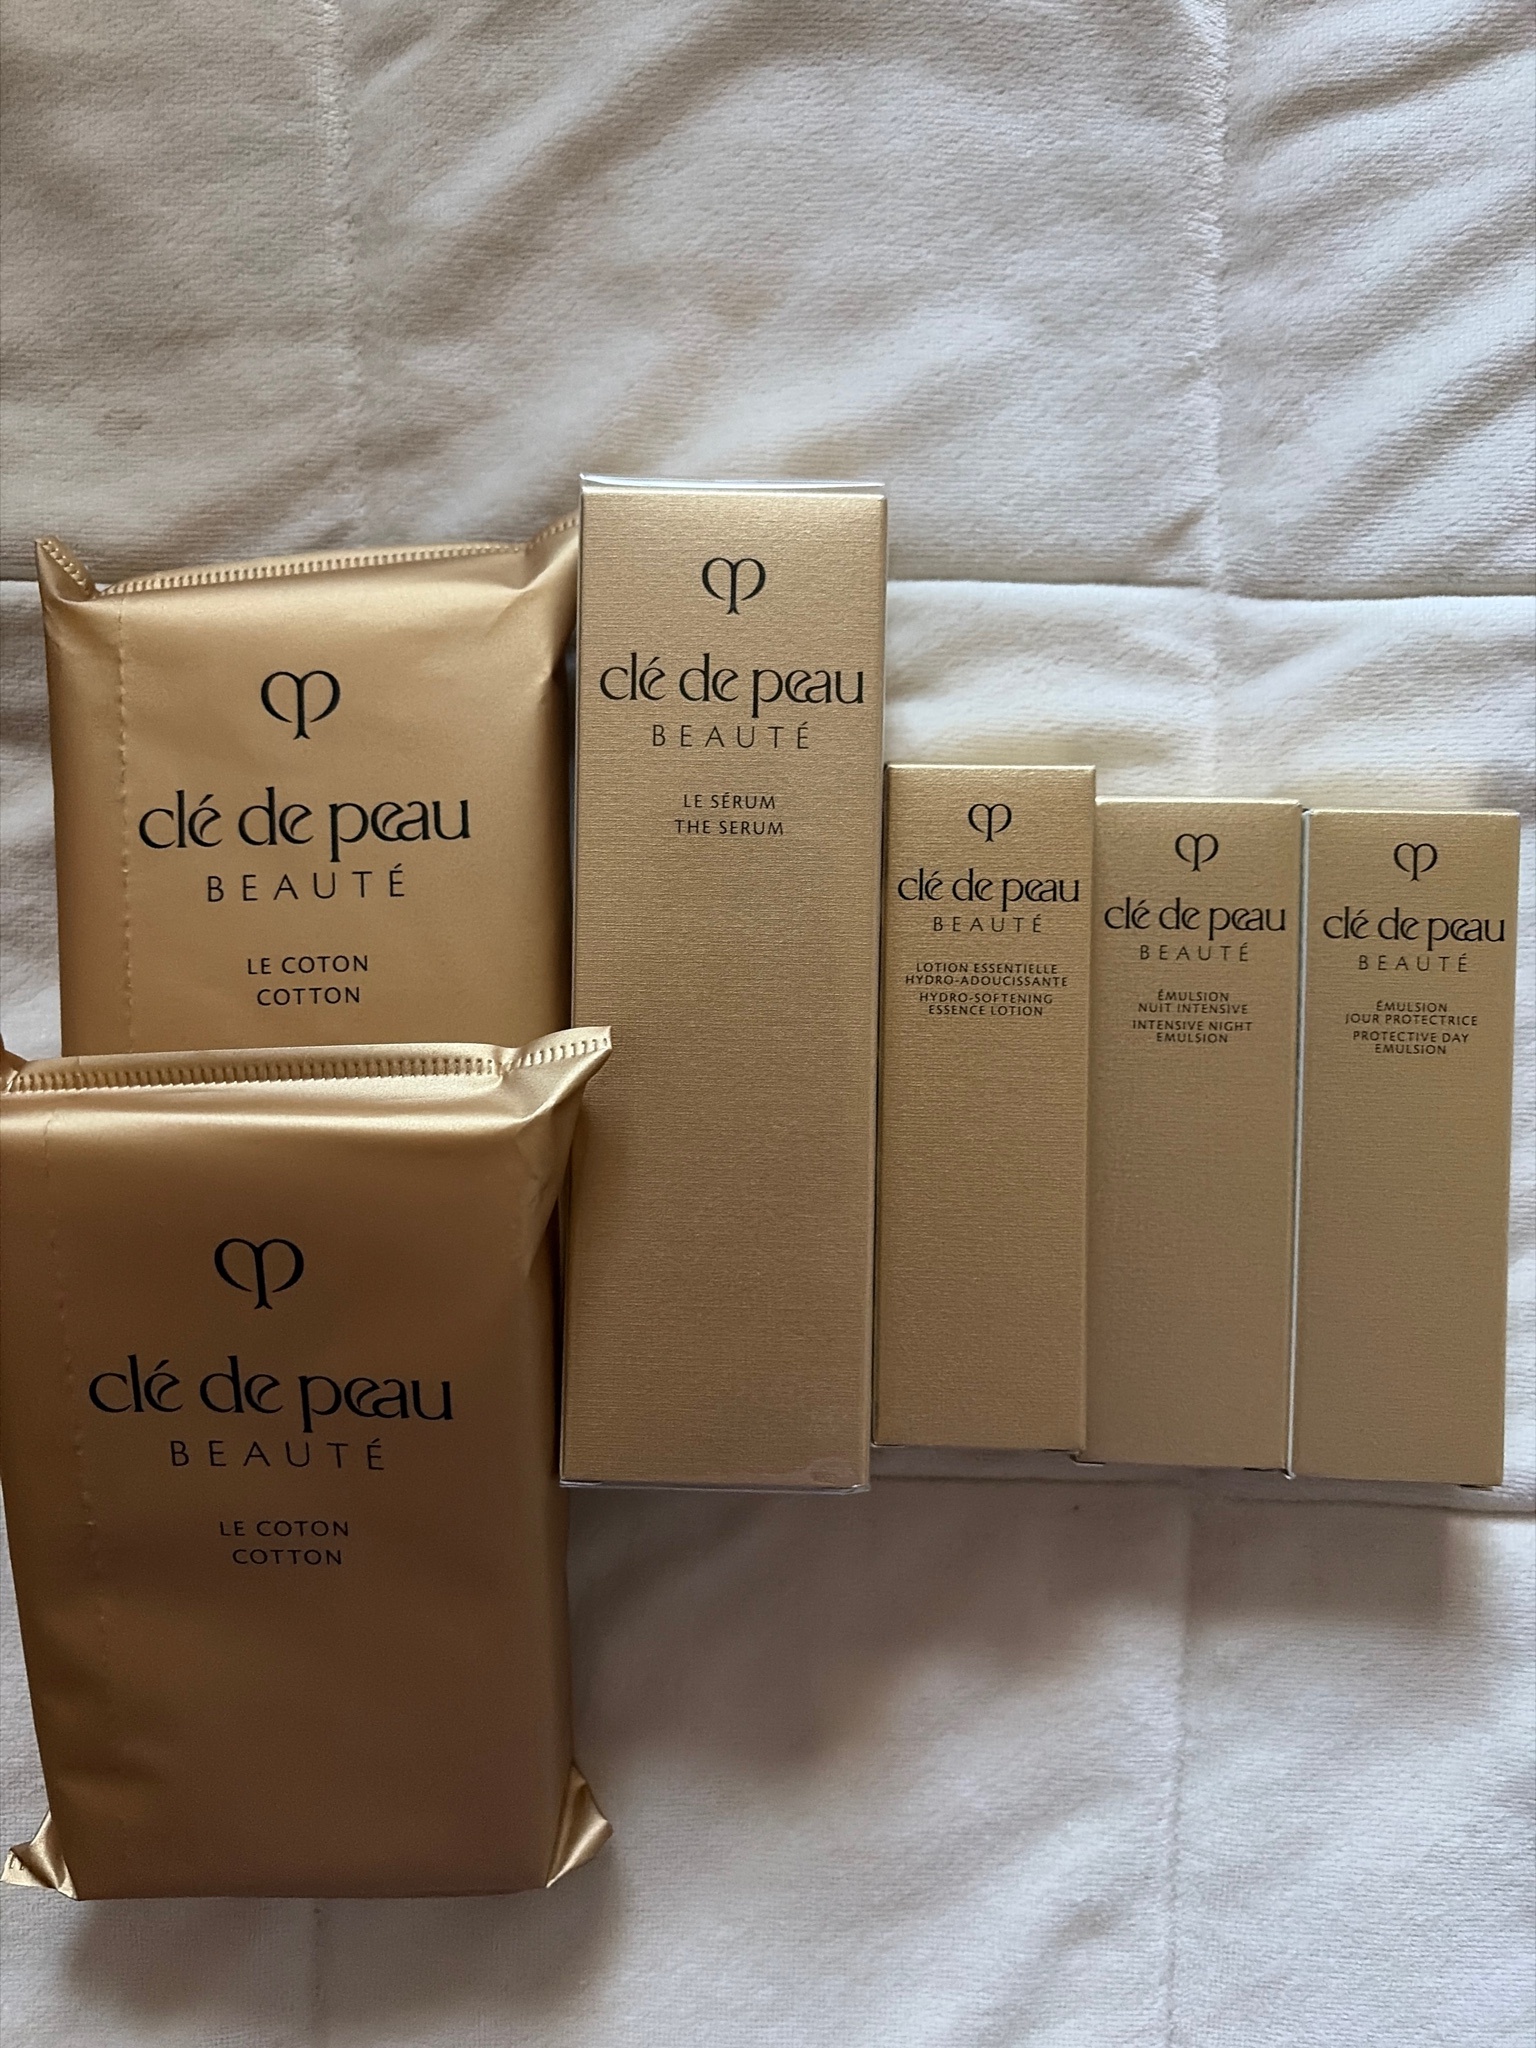 clé de peau
BEAUTÉ
LE COTON
COTTON
clé de peau
BEAUTÉ
LE COTON
COTTON
clé de peau
BEAUTÉ
LE SÉRUM
THE SERUM
clé de peau
BEAUTÉ
LOTION ESSENTIELLE
HYDRO-ADOUCISSANTE
HYDRO-SOFTENING
ESSENCE LOTION
clé de peau
BEAUTÉ
ÉMULSION
NUIT INTENSIVE
INTENSIVE NIGHT
EMULSION
clé de peau
BEAUTÉ
ÉMULSION
JOUR PROTECTRICE
PROTECTIVE DAY
EMULSION